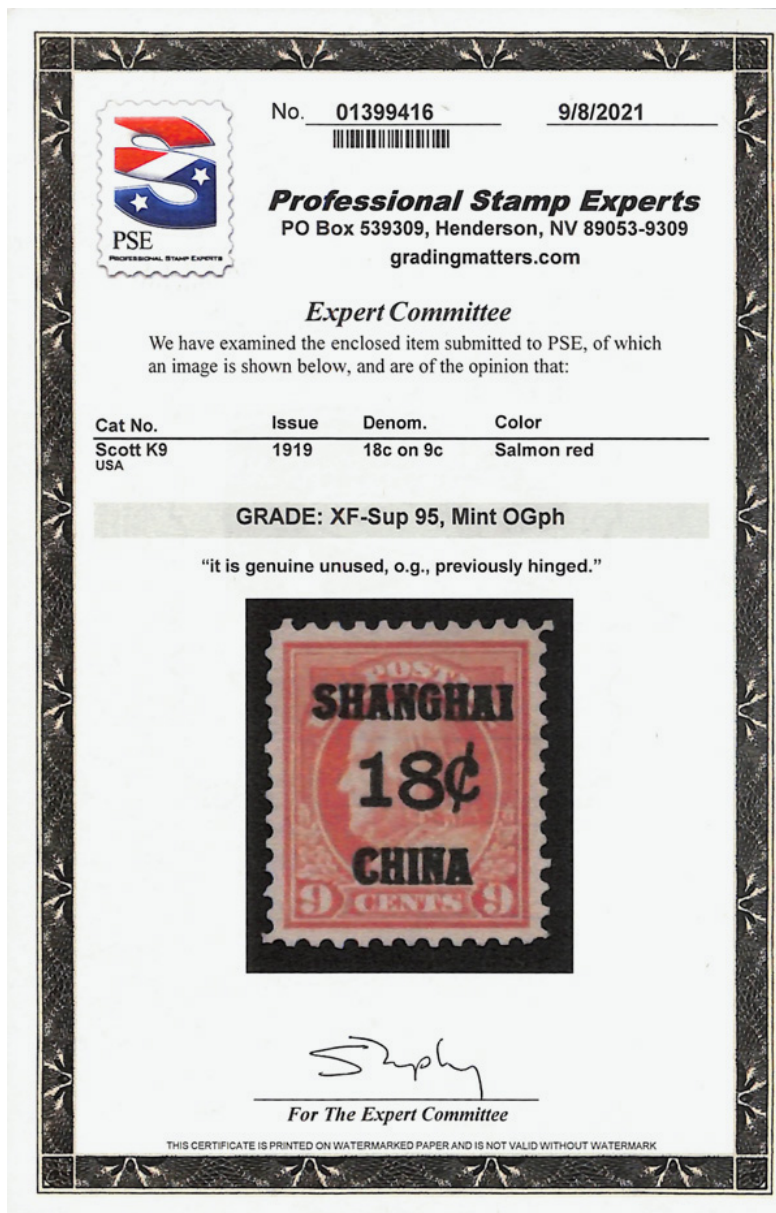 No. 01399416 9/8/2021
PSE
PROFESSIONAL STAMP EXPERTS
Professional Stamp Experts
PO Box 539309, Henderson, NV 89053-9309
gradingmatters.com
Expert Committee
We have examined the enclosed item submitted to PSE, of which
an image is shown below, and are of the opinion that:
Cat No. Issue Denom. Color
Scott K9 1919 18c on 9c Salmon red
USA
GRADE: XF-Sup 95, Mint OGph
“it is genuine unused, o.g., previously hinged.”
SHANGHAI
18¢
CHINA
9 CENTS 9
For The Expert Committee
THIS CERTIFICATE IS PRINTED ON WATERMARKED PAPER AND IS NOT VALID WITHOUT WATERMARK